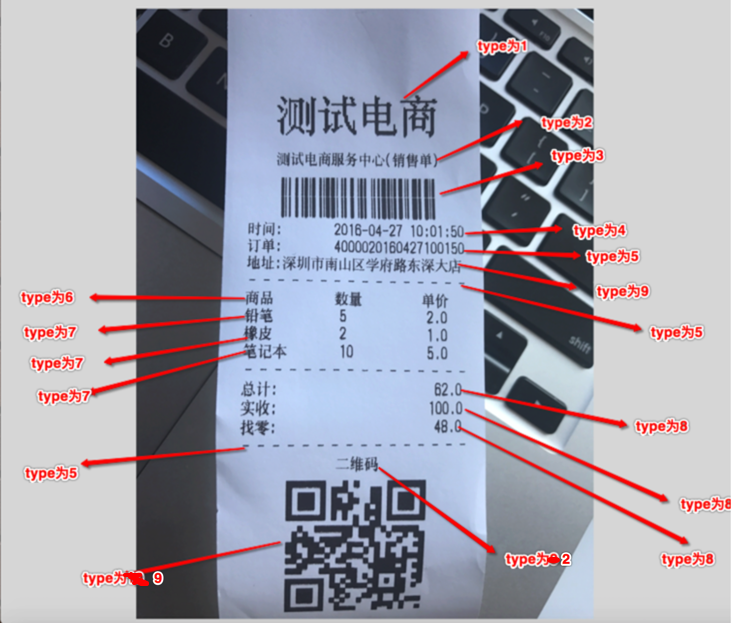 type为1
测试电商
type为2
测试电商服务中心(销售单)
type为3
时间: 2016-04-27 10:01:50
type为4
订单: 4000020160427100150
type为5
地址:深圳市南山区学府路东深大店
type为9
type为6
商品 数量 单价
type为7
铅笔 5 2.0
type为5
type为7
橡皮 2 1.0
type为7
笔记本 10 5.0
总计: 62.0
type为8
实收: 100.0
type为8
找零: 48.0
type为8
type为5
二维码
type为 2
type为 9
B
shift